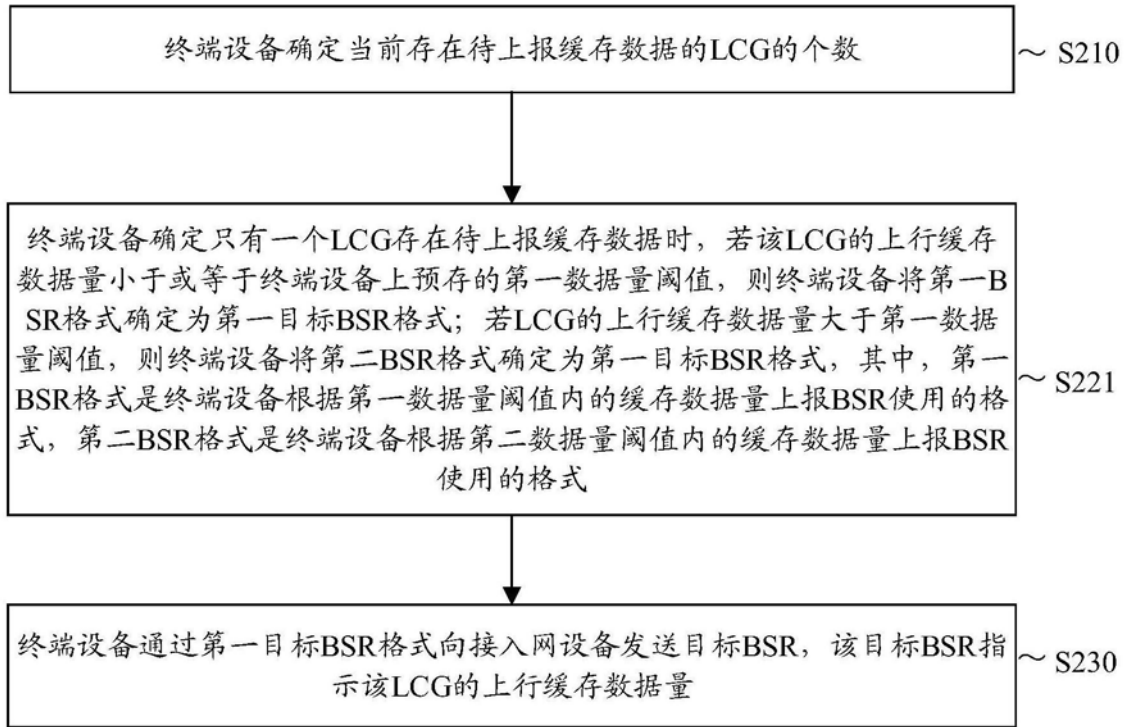 终端设备确定当前存在待上报缓存数据的LCG的个数
S210
终端设备确定只有一个LCG存在待上报缓存数据时，若该LCG的上行缓存
数据量小于或等于终端设备上预存的第一数据量阈值，则终端设备将第一B
SR格式确定为第一目标BSR格式；若LCG的上行缓存数据量大于第一数据
量阈值，则终端设备将第二BSR格式确定为第一目标BSR格式，其中，第一
BSR格式是终端设备根据第一数据量阈值内的缓存数据量上报BSR使用的格
式，第二BSR格式是终端设备根据第二数据量阈值内的缓存数据量上报BSR
使用的格式
S221
终端设备通过第一目标BSR格式向接入网设备发送目标BSR，该目标BSR指
示该LCG的上行缓存数据量
S230